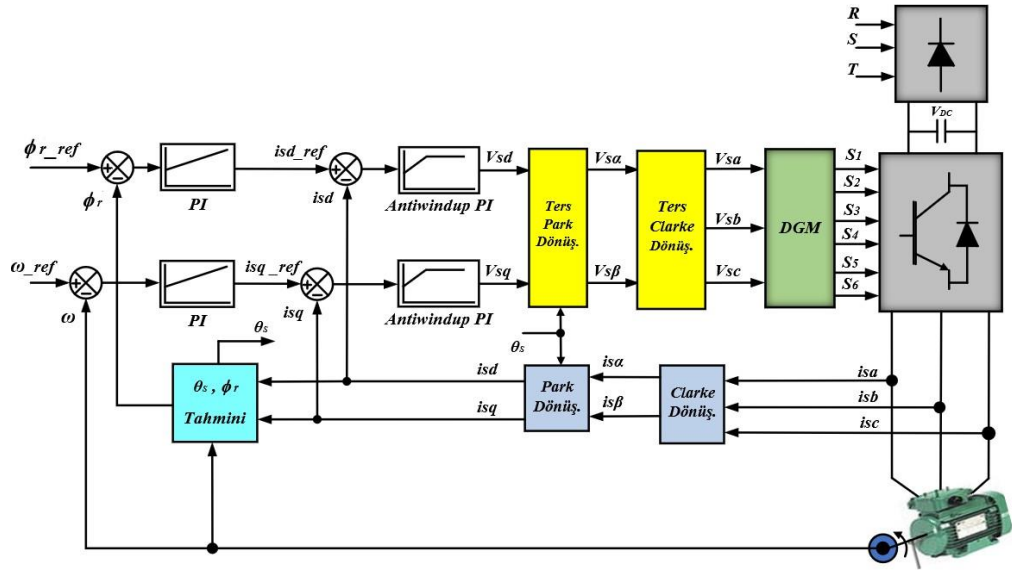 R
S
T
V_DC
ϕr_ref
ϕr
PI
isd_ref
isd
Antiwindup PI
Vsd
Ters
Park
Dönüş.
Vsα
Ters
Clarke
Dönüş.
Vsa
Vsb
Vsc
DGM
S1
S2
S3
S4
S5
S6
ω_ref
ω
PI
isq_ref
isq
Antiwindup PI
Vsq
Vsβ
θs
θs
θs , ϕr
Tahmini
isd
isq
Park
Dönüş.
isα
isβ
Clarke
Dönüş.
isa
isb
isc